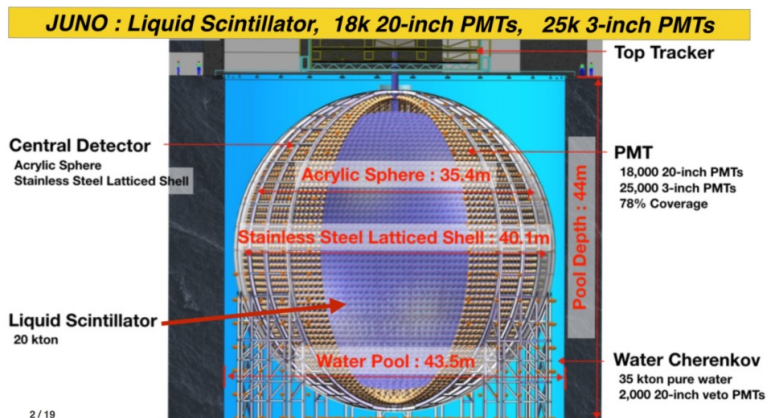 JUNO : Liquid Scintillator, 18k 20-inch PMTs, 25k 3-inch PMTs
Top Tracker
Central Detector
Acrylic Sphere
Stainless Steel Latticed Shell
PMT
18,000 20-inch PMTs
25,000 3-inch PMTs
78% Coverage
Acrylic Sphere : 35.4m
Stainless Steel Latticed Shell : 40.1m
Pool Depth : 44m
Liquid Scintillator
20 kton
Water Pool : 43.5m
Water Cherenkov
35 kton pure water
2,000 20-inch veto PMTs
2 / 19